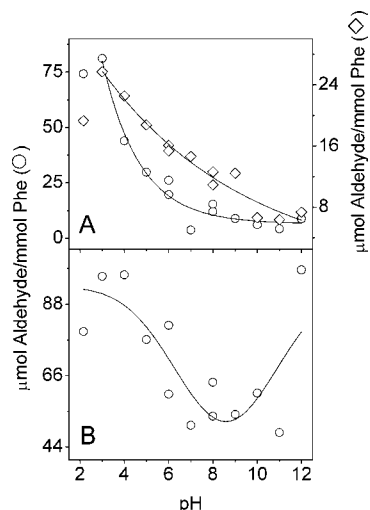 μmol Aldehyde/mmol Phe (○)
75
50
25
0
A
24
16
8
μmol Aldehyde/mmol Phe (◇)
88
66
44
B
2 4 6 8 10 12
pH